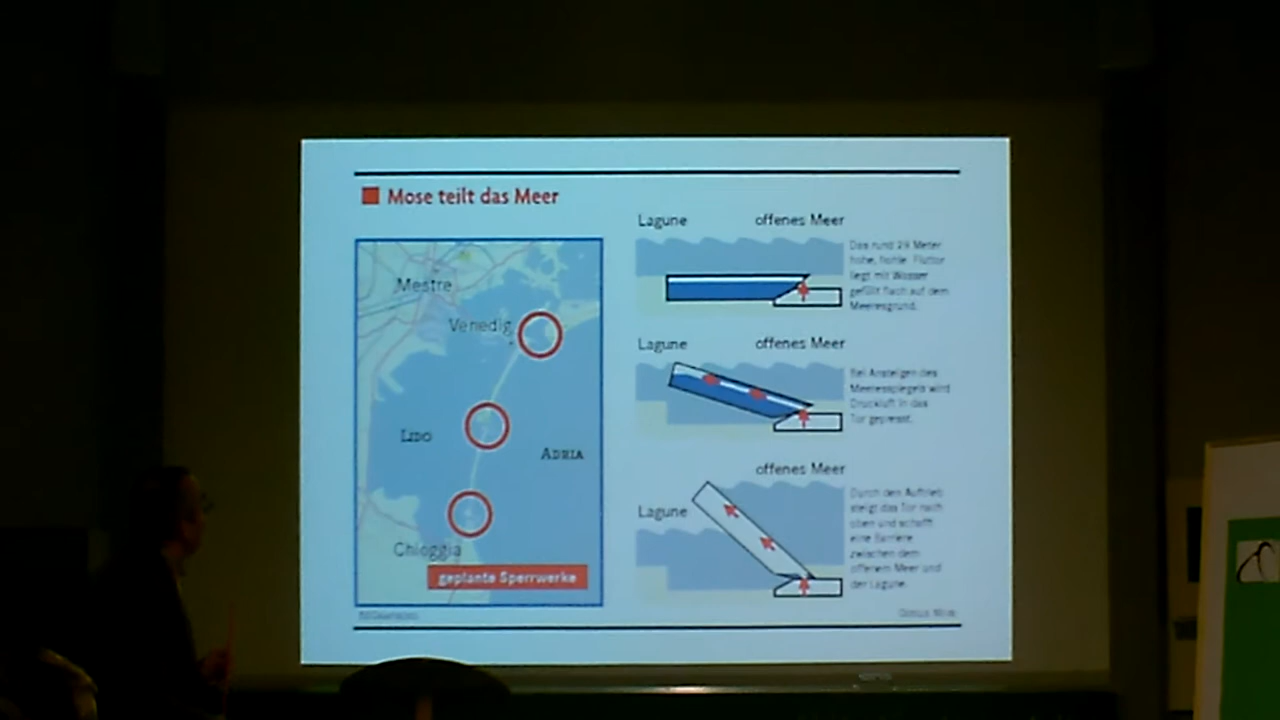 Mose teilt das Meer
Mestre
Venedig
LIDO
ADRIA
Chioggia
geplante Sperrwerke
Lagune offenes Meer
Das rund 29 Meter
hohe, hohle Fluttor
liegt mit Wasser
gefüllt flach auf dem
Meeresgrund.
Lagune offenes Meer
Bei Ansteigen des
Meeresspiegels wird
Druckluft in das
Tor gepresst.
offenes Meer
Lagune
Durch den Auftrieb
steigt das Tor nach
oben und schafft
eine Barriere
zwischen dem
offenem Meer und
der Lagune.